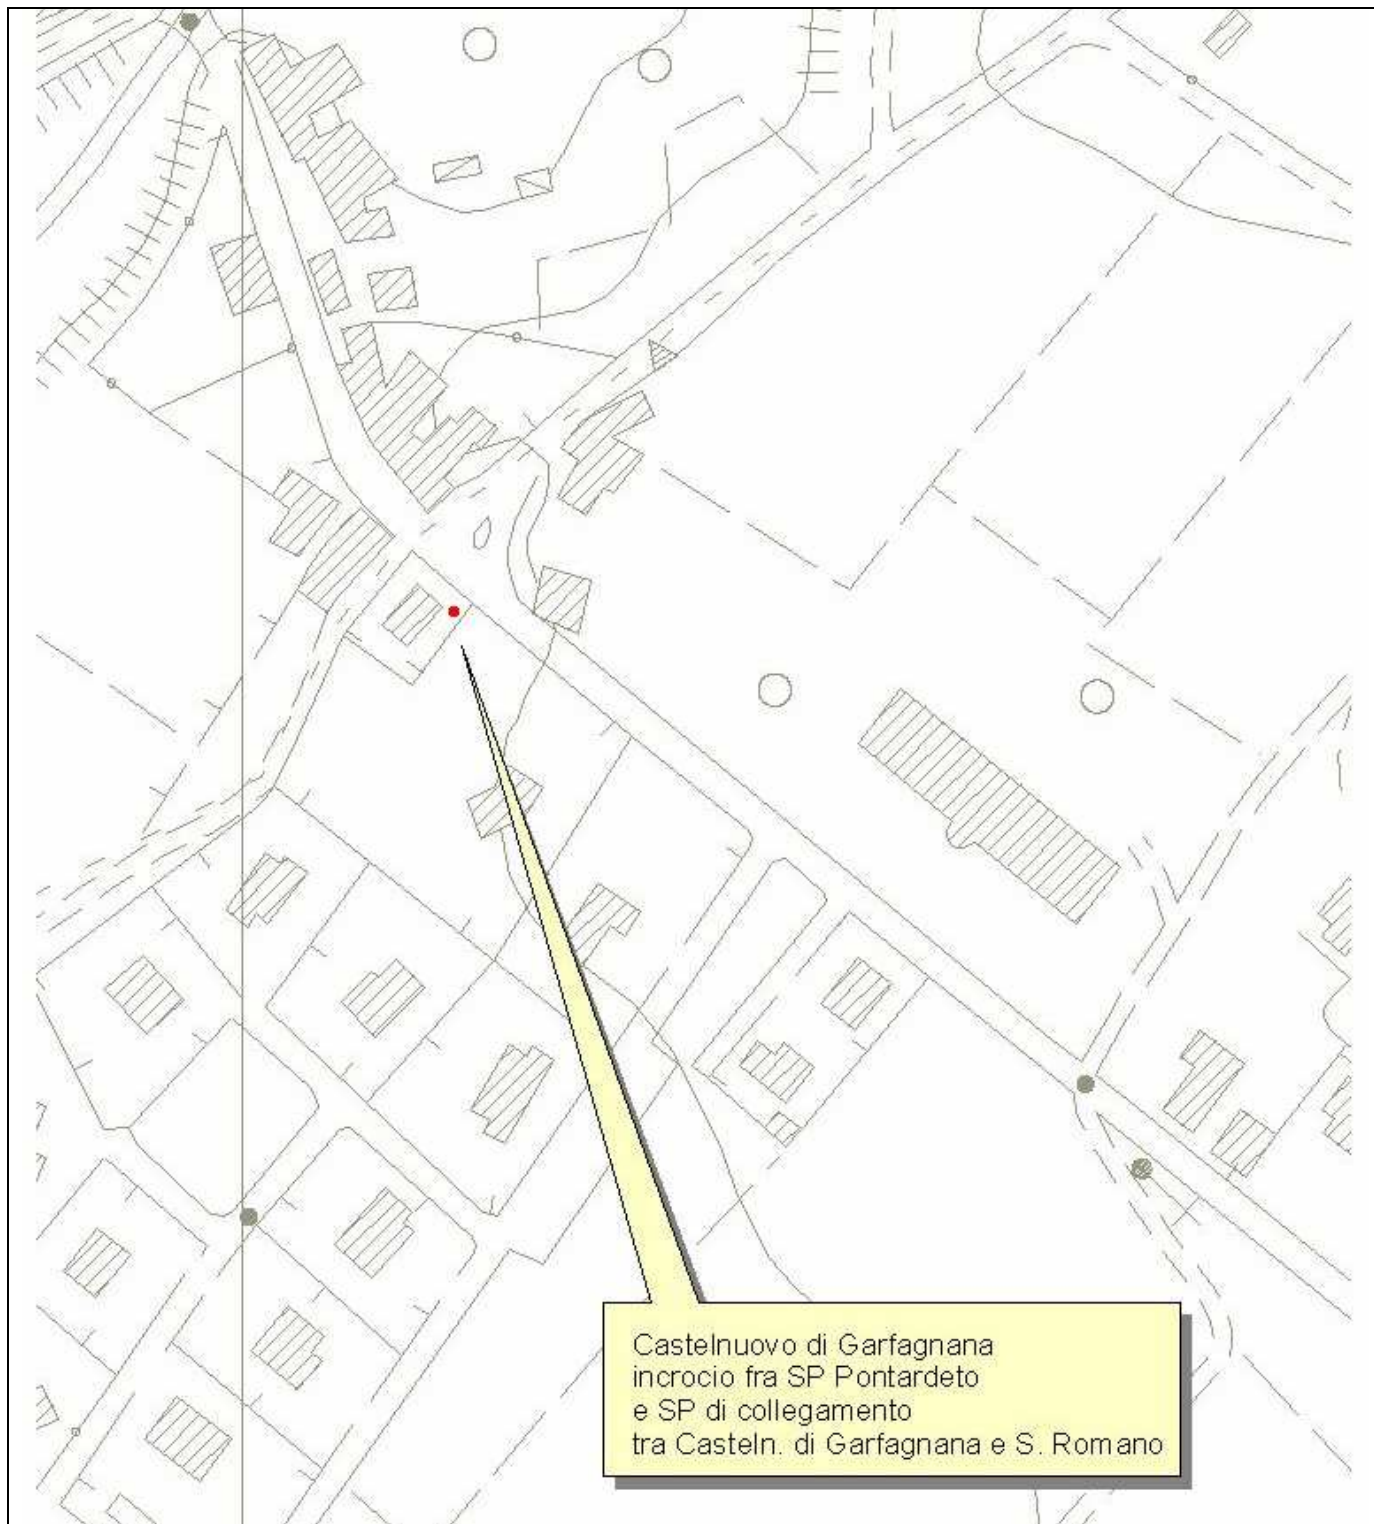 Castelnuovo di Garfagnana
incrocio fra SP Pontardeto
e SP di collegamento
tra Casteln. di Garfagnana e S. Romano